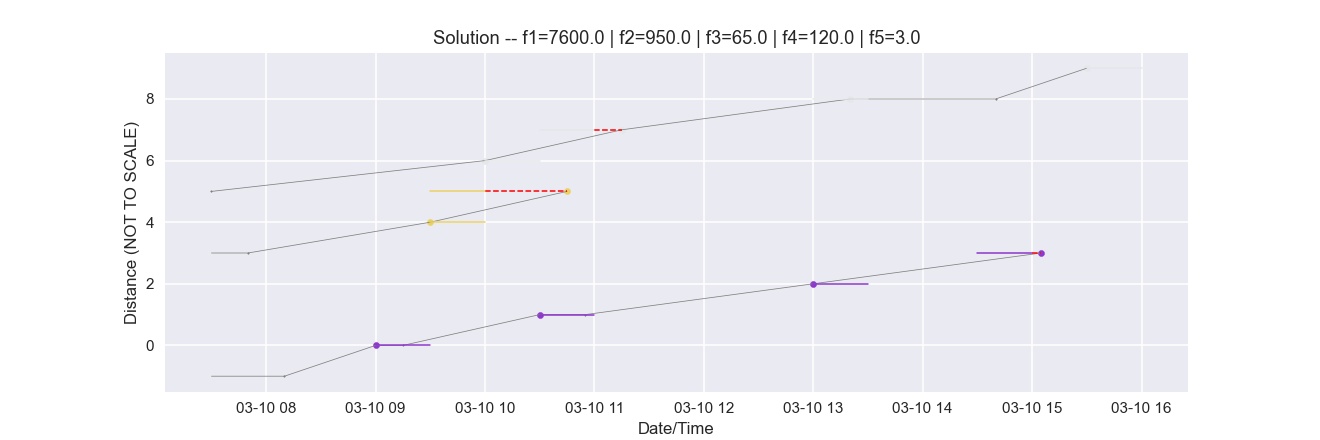 Solution -- f1=7600.0 | f2=950.0 | f3=65.0 | f4=120.0 | f5=3.0
Distance (NOT TO SCALE)
8
6
4
2
0
03-10 08 03-10 09 03-10 10 03-10 11 03-10 12 03-10 13 03-10 14 03-10 15 03-10 16
Date/Time